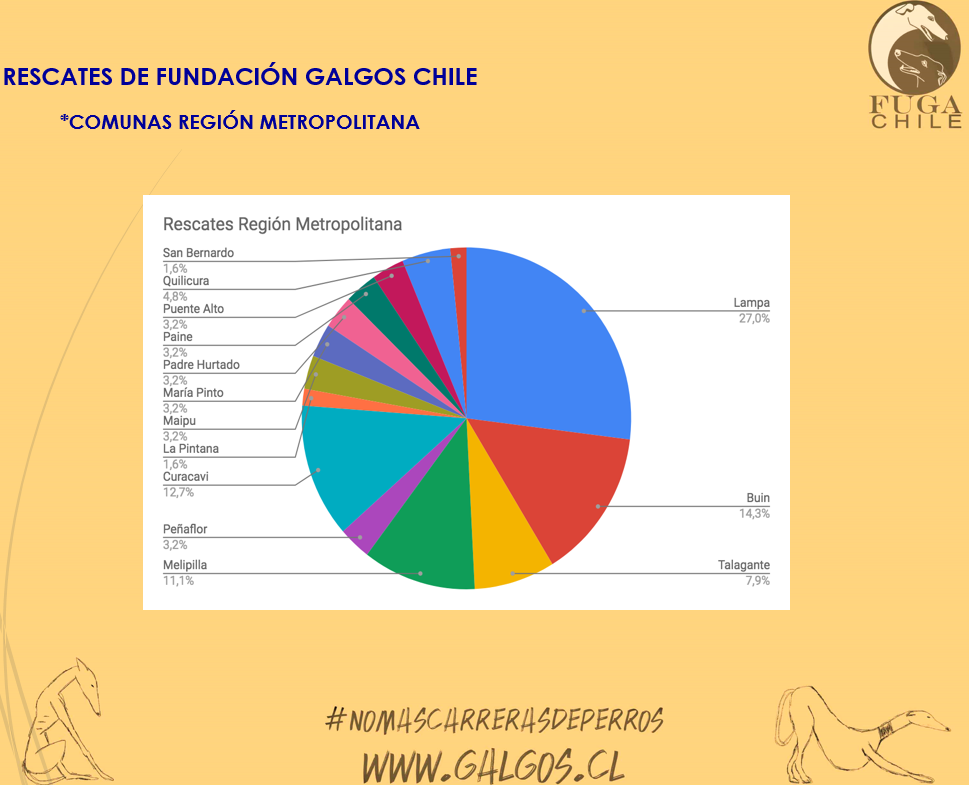 RESCATES DE FUNDACIÓN GALGOS CHILE
*COMUNAS REGIÓN METROPOLITANA
FUGA
CHILE
Rescates Región Metropolitana
San Bernardo
1,6%
Quilicura
4,8%
Puente Alto
3,2%
Paine
3,2%
Padre Hurtado
3,2%
María Pinto
3,2%
Maipu
3,2%
La Pintana
1,6%
Curacavi
12,7%
Peñaflor
3,2%
Melipilla
11,1%
Lampa
27,0%
Buin
14,3%
Talagante
7,9%
#NOMASCARRERASDEPERROS
WWW.GALGOS.CL